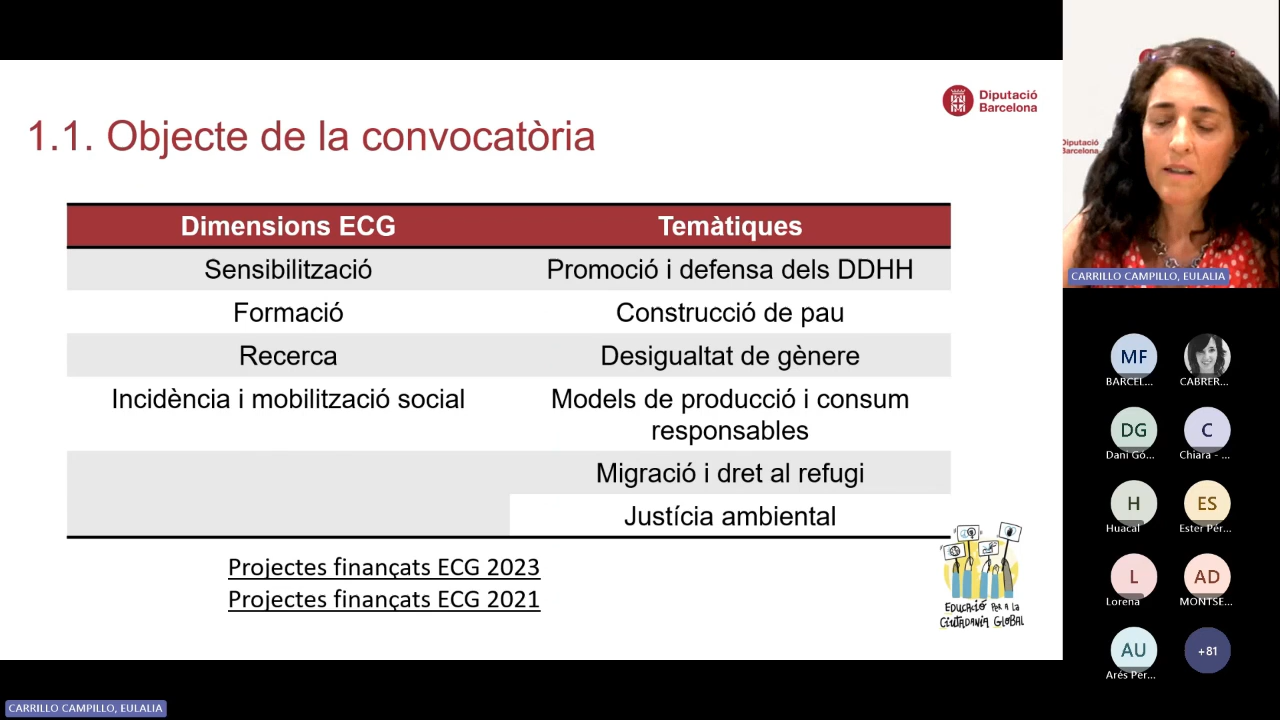 Diputació
Barcelona
1.1. Objecte de la convocatòria
Dimensions ECG Temàtiques
Sensibilització Promoció i defensa dels DDHH
Formació Construcció de pau
Recerca Desigualtat de gènere
Incidència i mobilització social Models de producció i consum
responsables
Migració i dret al refugi
Justícia ambiental
Projectes finançats ECG 2023
Projectes finançats ECG 2021
EDUCACIÓ PER A LA
CIUTADANIA GLOBAL
Diputació
Barcelona
CARRILLO CAMPILLO, EULALIA
MF
BARCEL... CABRER...
DG C
Dani Gó... Chiara - ...
H ES
Huacal Ester Pér...
L AD
Lorena MONTSE...
AU +81
Arés Per...
CARRILLO CAMPILLO, EULALIA